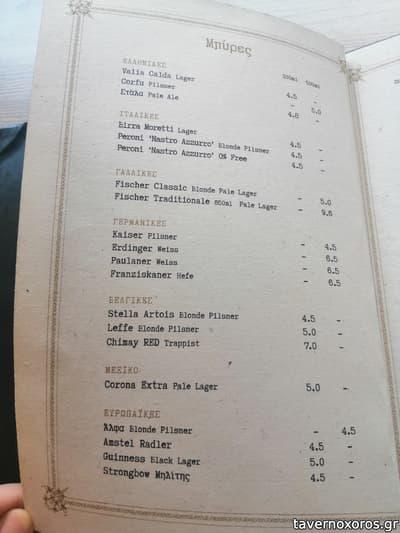 Μπύρες
ΕΛΛΗΝΙΚΕΣ 330ml 500ml
Valia Calda Lager 4.5 -
Corfu Pilsner - 5.0
Pale Ale 4.8 -
ΙΤΑΛΙΚΕΣ
Birra Moretti Lager 4.5 -
Peroni ‘Nastro Azzurro’ Blonde Pilsner 4.5 -
Peroni ‘Nastro Azzurro’ 0% Free 4.5 -
ΓΑΛΛΙΚΕΣ
Fischer Classic Blonde Pale Lager - 5.0
Fischer Traditionale 650ml Pale Lager - 9.5
ΓΕΡΜΑΝΙΚΕΣ
Kaiser Pilsner - 4.5
Erdinger Weiss - 6.5
Paulaner Weiss - 6.5
Franziskaner Hefe - 6.5
ΒΕΛΓΙΚΕΣ
Stella Artois Blonde Pilsner 4.5 -
Leffe Blonde Pilsner 5.0 -
Chimay RED Trappist 7.0 -
ΜΕΞΙΚΟ
Corona Extra Pale Lager 5.0 -
ΕΥΡΩΠΑΪΚΕΣ
Άλφα Blonde Pilsner - 4.5
Amstel Radler 4.5 -
Guinness Black Lager 5.0 -
Strongbow Μηλίτης 4.5 -
tavernoxoros.gr